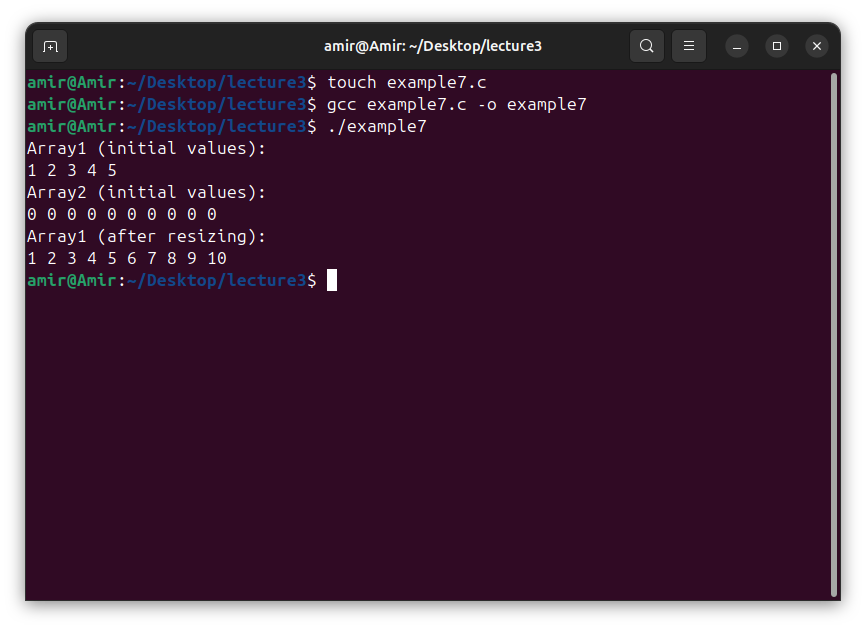 amir@Amir: ~/Desktop/lecture3
amir@Amir:~/Desktop/lecture3$ touch example7.c
amir@Amir:~/Desktop/lecture3$ gcc example7.c -o example7
amir@Amir:~/Desktop/lecture3$ ./example7
Array1 (initial values):
1 2 3 4 5
Array2 (initial values):
0 0 0 0 0 0 0 0 0 0
Array1 (after resizing):
1 2 3 4 5 6 7 8 9 10
amir@Amir:~/Desktop/lecture3$